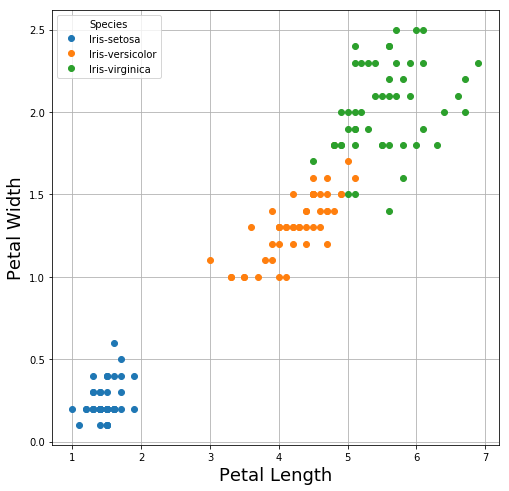 Species
Iris-setosa
Iris-versicolor
Iris-virginica
2.5
2.0
1.5
1.0
0.5
0.0
Petal Width
1 2 3 4 5 6 7
Petal Length